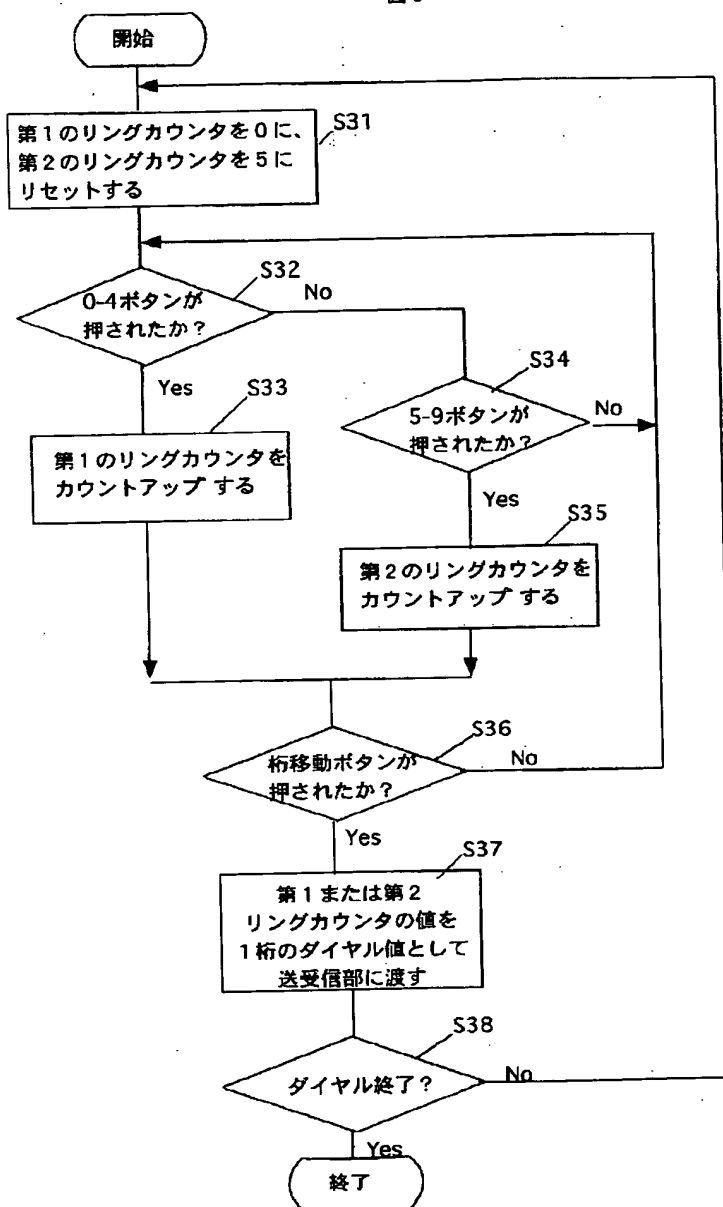 開始
第1のリングカウンタを0に、
第2のリングカウンタを5に
リセットする
S31
0-4ボタンが
押されたか?
S32
No
Yes
S33
第1のリングカウンタを
カウントアップ する
S34
5-9ボタンが
押されたか?
No
Yes
S35
第2のリングカウンタを
カウントアップ する
S36
桁移動ボタンが
押されたか?
No
Yes
S37
第1または第2
リングカウンタの値を
1桁のダイヤル値として
送受信部に渡す
S38
ダイヤル終了?
No
Yes
終了